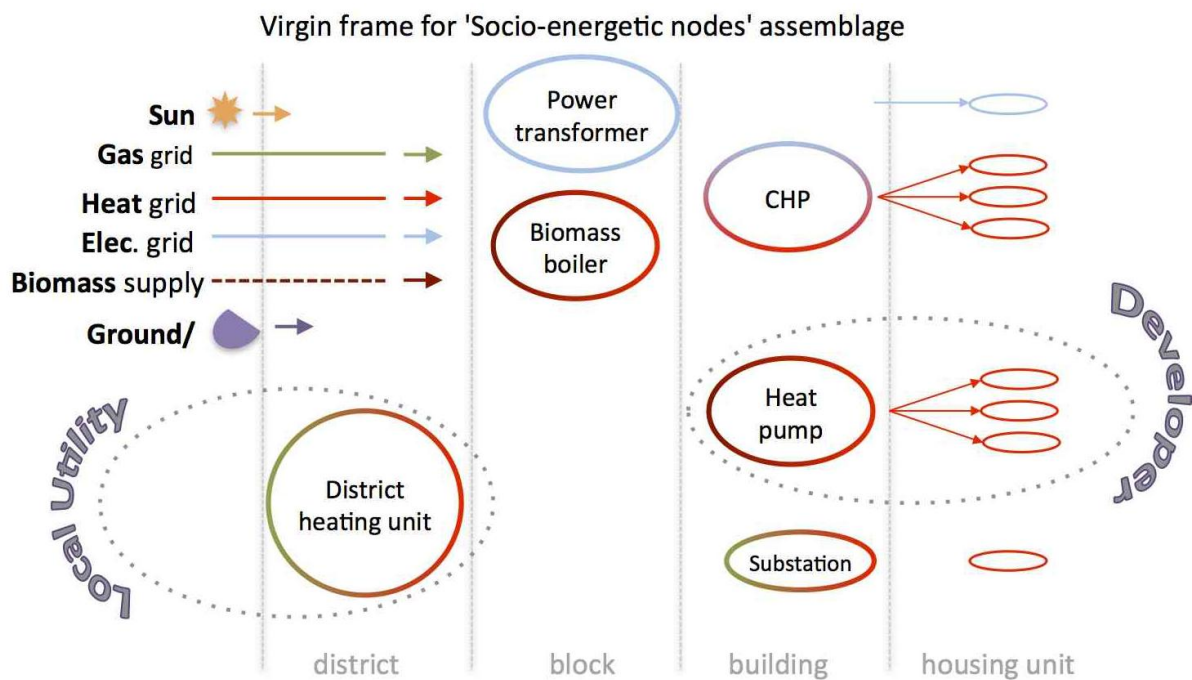 Virgin frame for 'Socio-energetic nodes' assemblage
Sun
Gas grid
Heat grid
Elec. grid
Biomass supply
Ground/
Power
transformer
Biomass
boiler
CHP
Heat
pump
Developer
Local Utility
District
heating unit
Substation
district
block
building
housing unit